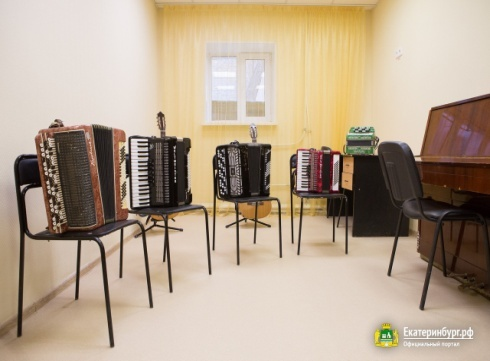 Екатеринбург.рф
Официальный портал